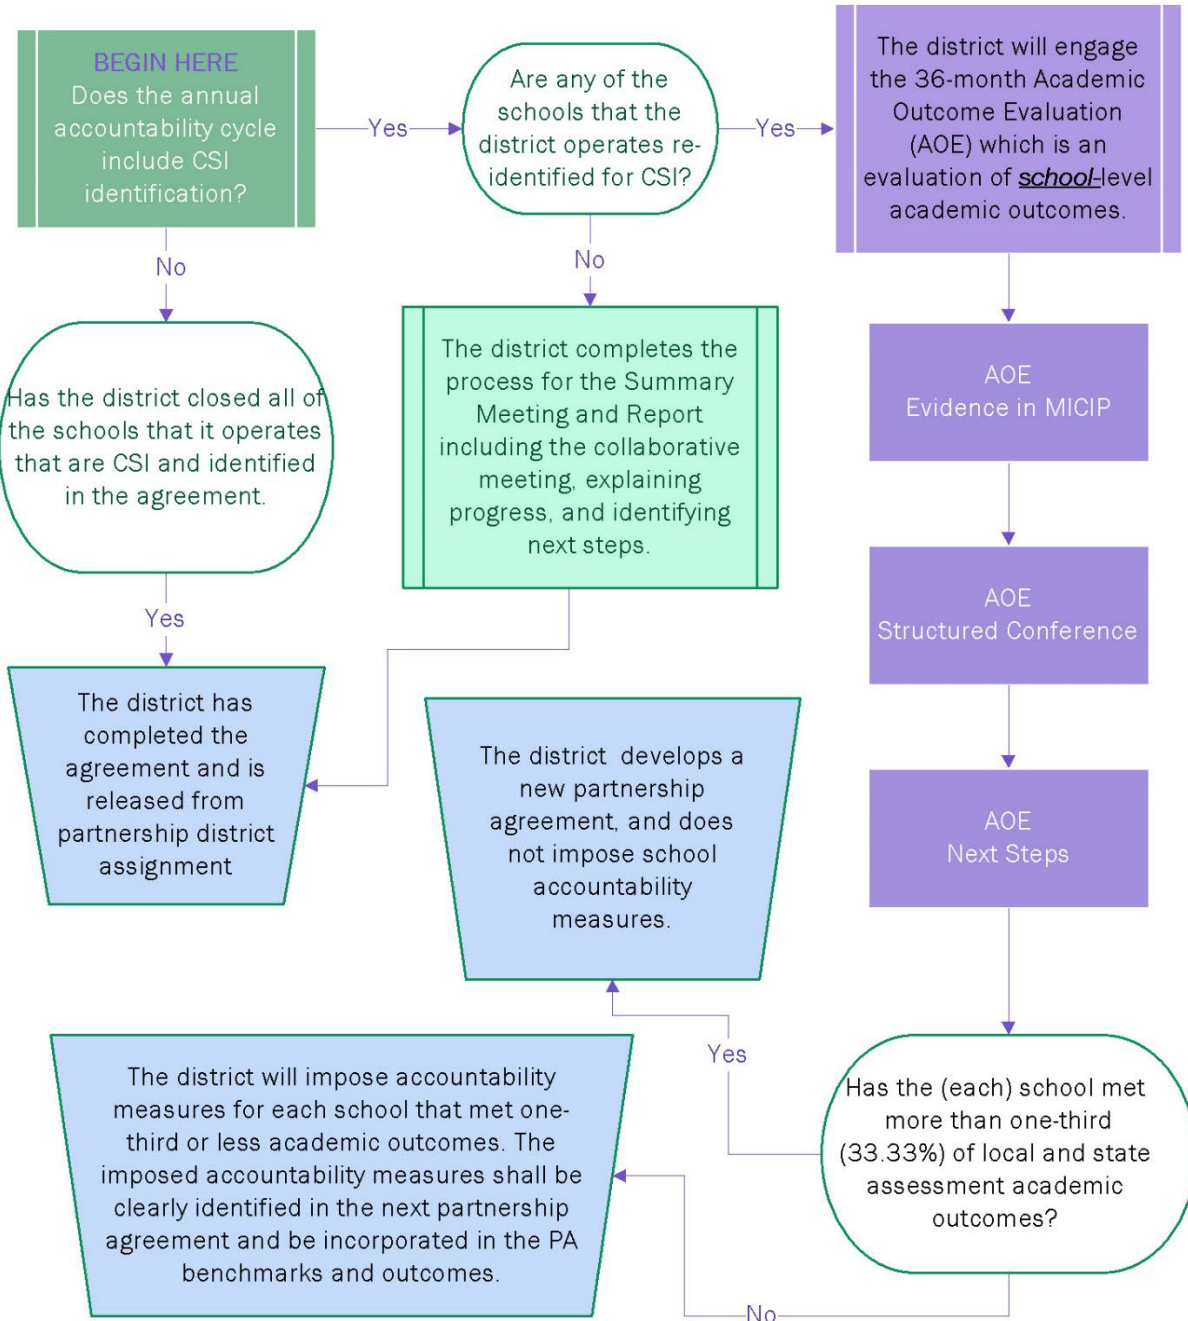 BEGIN HERE
Does the annual
accountability cycle
include CSI
identification?
Yes
Are any of the
schools that the
district operates re-
identified for CSI?
Yes
The district will engage
the 36-month Academic
Outcome Evaluation
(AOE) which is an
evaluation of school-level
academic outcomes.
No
No
Has the district closed all of
the schools that it operates
that are CSI and identified
in the agreement.
The district completes the
process for the Summary
Meeting and Report
including the collaborative
meeting, explaining
progress, and identifying
next steps.
AOE
Evidence in MICIP
Yes
AOE
Structured Conference
The district has
completed the
agreement and is
released from
partnership district
assignment
The district  develops a
new partnership
agreement, and does
not impose school
accountability
measures.
AOE
Next Steps
Yes
The district will impose accountability
measures for each school that met one-
third or less academic outcomes. The
imposed accountability measures shall be
clearly identified in the next partnership
agreement and be incorporated in the PA
benchmarks and outcomes.
Has the (each) school met
more than one-third
(33.33%) of local and state
assessment academic
outcomes?
No